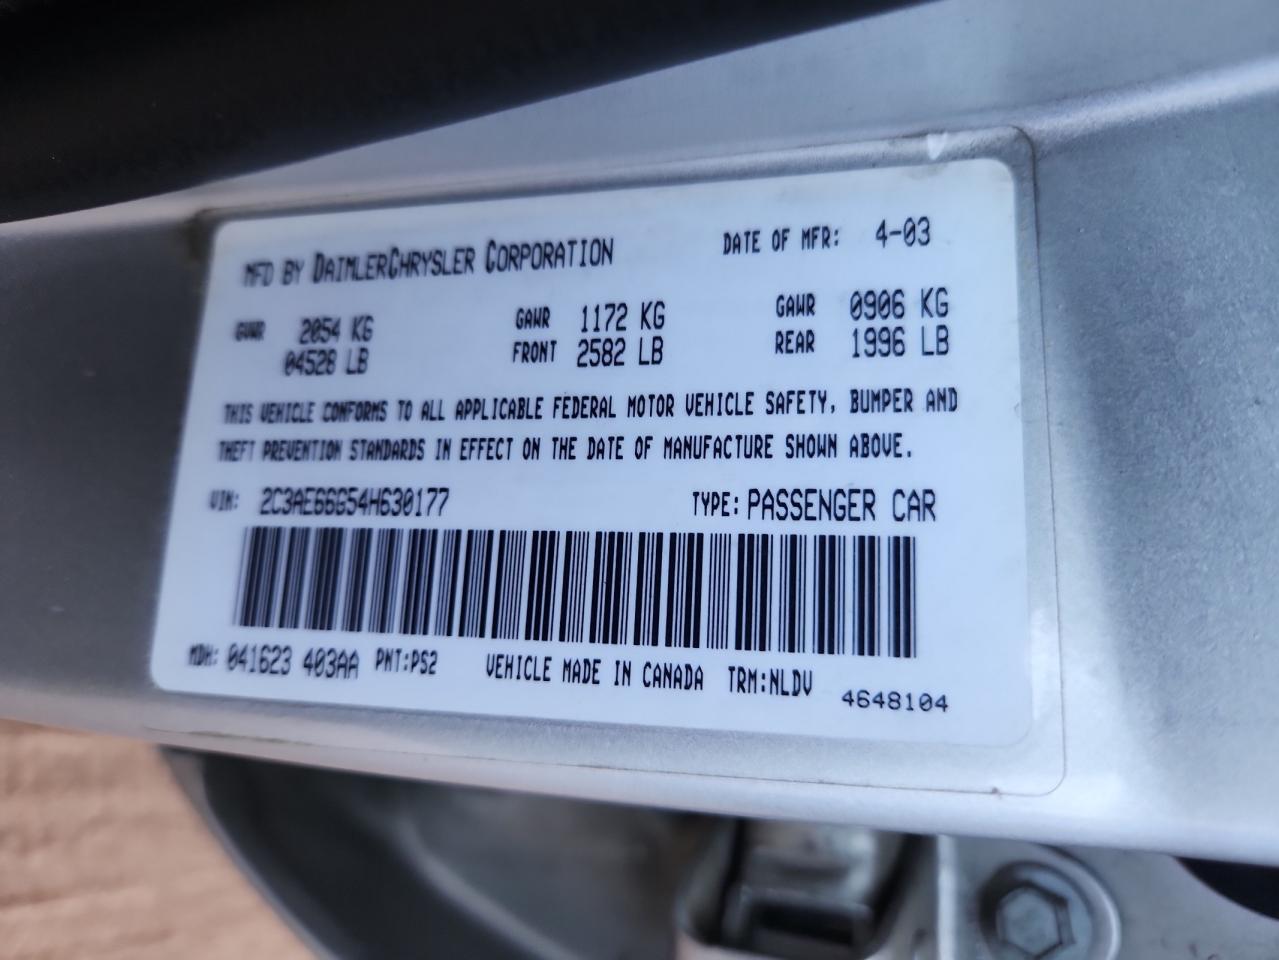 MFD BY DAIMLERCHRYSLER CORPORATION DATE OF MFR: 4-03
GVWR 2054 KG GAWR 1172 KG GAWR 0906 KG
04528 LB FRONT 2582 LB REAR 1996 LB
THIS VEHICLE CONFORMS TO ALL APPLICABLE FEDERAL MOTOR VEHICLE SAFETY, BUMPER AND
THEFT PREVENTION STANDARDS IN EFFECT ON THE DATE OF MANUFACTURE SHOWN ABOVE.
VIN: 2C3AE66G54H630177 TYPE: PASSENGER CAR
MDH: 041623 403AA PNT:PS2 VEHICLE MADE IN CANADA TRM:NLDV 4648104